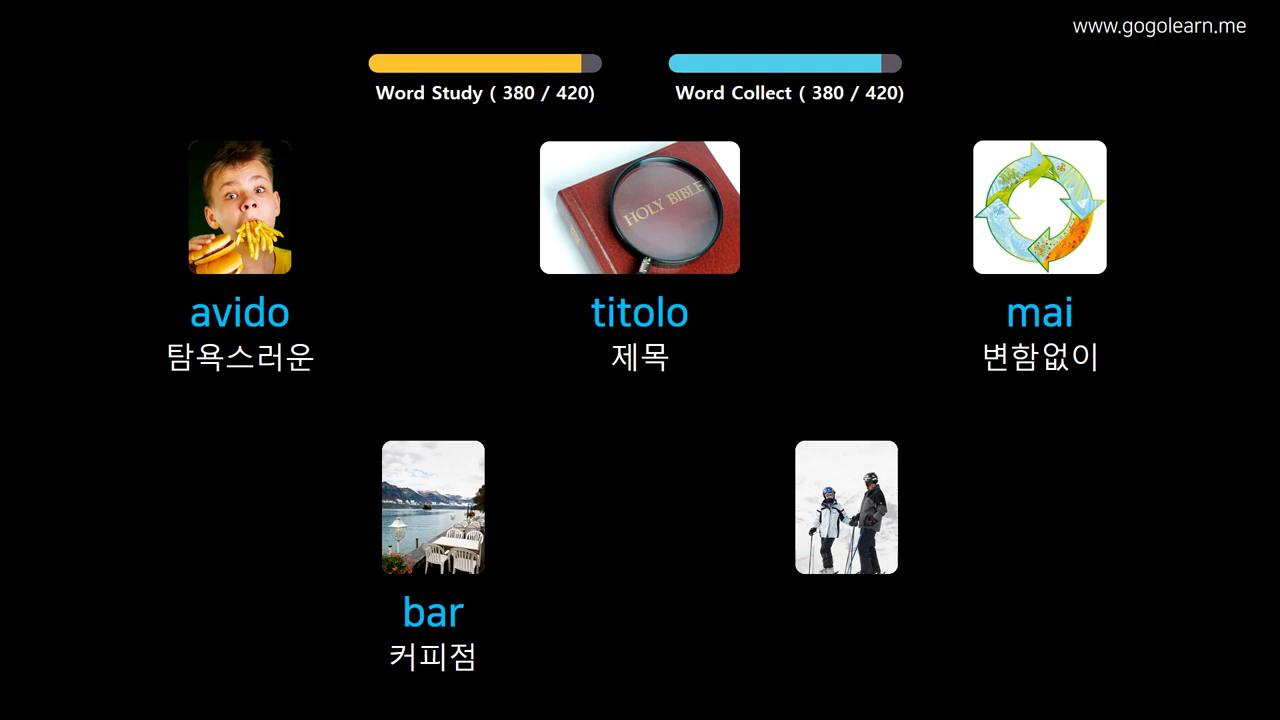 www.gogolearn.me
Word Study ( 380 / 420)
Word Collect ( 380 / 420)
HOLY BIBLE
avido
탐욕스러운
titolo
제목
mai
변함없이
bar
커피점